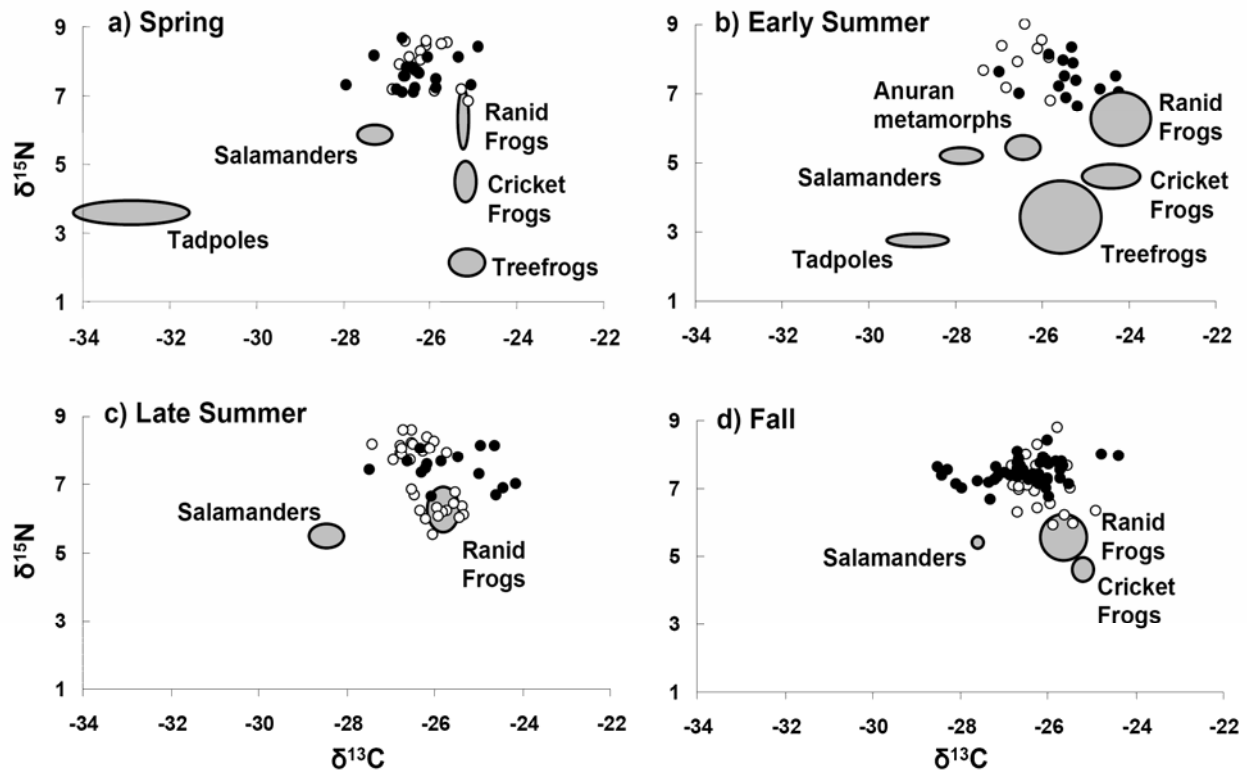 a) Spring
9
7
5
3
1
δ15N
Salamanders
Tadpoles
Ranid
Frogs
Cricket
Frogs
Treefrogs
-34 -32 -30 -28 -26 -24 -22
b) Early Summer
9
7
5
3
1
Anuran
metamorphs
Salamanders
Tadpoles
Ranid
Frogs
Cricket
Frogs
Treefrogs
-34 -32 -30 -28 -26 -24 -22
c) Late Summer
9
7
5
3
1
δ15N
Salamanders
Ranid
Frogs
-34 -32 -30 -28 -26 -24 -22
δ13C
d) Fall
9
7
5
3
1
Salamanders
Ranid
Frogs
Cricket
Frogs
-34 -32 -30 -28 -26 -24 -22
δ13C